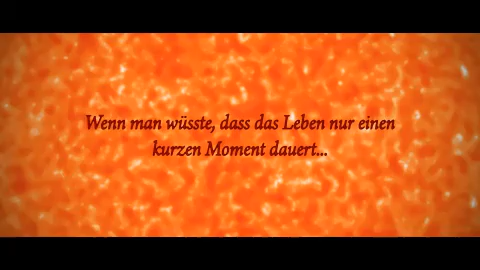 Wenn man wüsste, dass das Leben nur einen
kurzen Moment dauert...